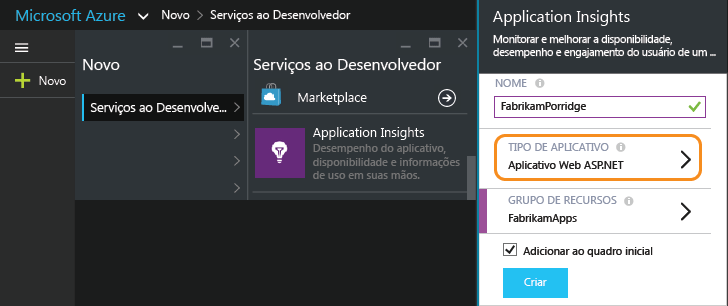 Microsoft Azure Novo > Serviços ao Desenvolvedor
Novo
Novo
Serviços ao Desenvolve...
Serviços ao Desenvolvedor
Marketplace
Application Insights
Desempenho do aplicativo,
disponibilidade e informações
de uso em suas mãos.
Application Insights
Monitorar e melhorar a disponibilidade,
desempenho e engajamento do usuário de um ...
NOME
FabrikamPorridge
TIPO DE APLICATIVO
Aplicativo Web ASP.NET
GRUPO DE RECURSOS
FabrikamApps
Adicionar ao quadro inicial
Criar